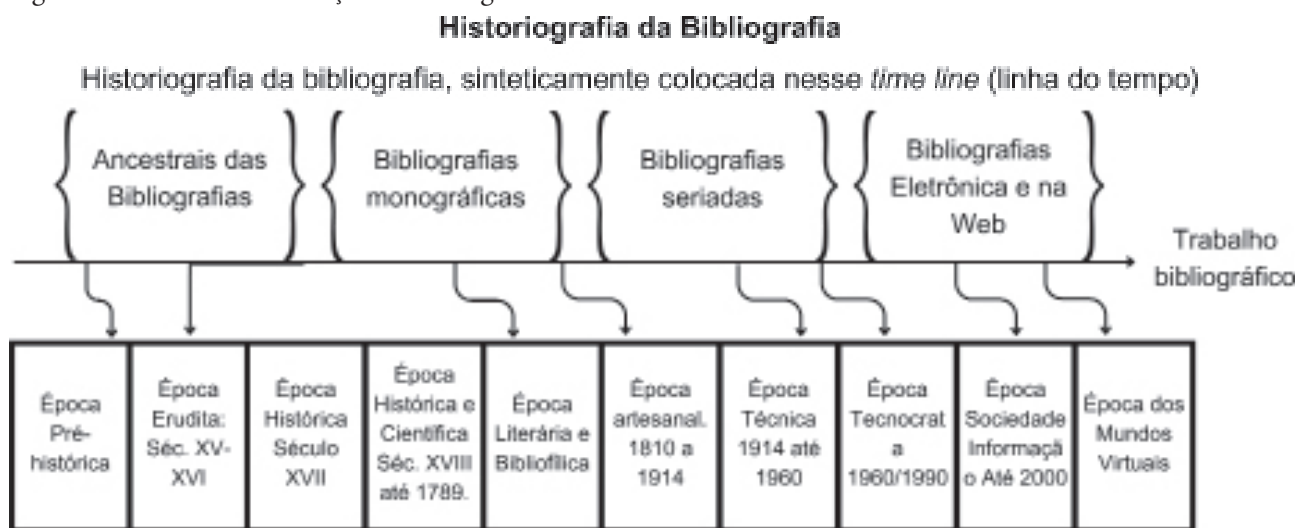 Historiografia da Bibliografia
Historiografia da bibliografia, sinteticamente colocada nesse time line (linha do tempo)
Ancestrais das
Bibliografias
Bibliografias
monográficas
Bibliografias
seriadas
Bibliografias
Eletrônica e na
Web
Trabalho
bibliográfico
Época
Pré-
histórica
Época
Erudita:
Séc. XV-
XVI
Época
Histórica
Século
XVII
Época
Histórica e
Científica
Séc. XVIII
até 1789.
Época
Literária e
Bibliofílica
Época
artesanal.
1810 a
1914
Época
Técnica
1914 até
1960
Época
Tecnocrat
a
1960/1990
Época
Sociedade
Informaçã
o Até 2000
Época dos
Mundos
Virtuais